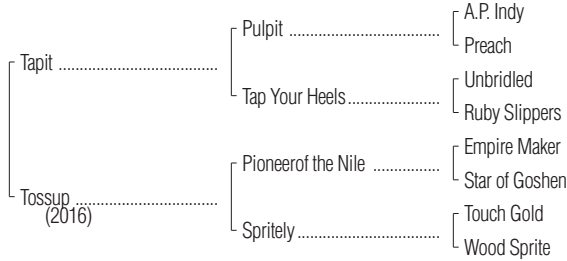 A.P. Indy
Pulpit
Preach
Tapit
Unbridled
Tap Your Heels
Ruby Slippers
Empire Maker
Pioneerof the Nile
Star of Goshen
Tossup
(2016)
Touch Gold
Spritely
Wood Sprite